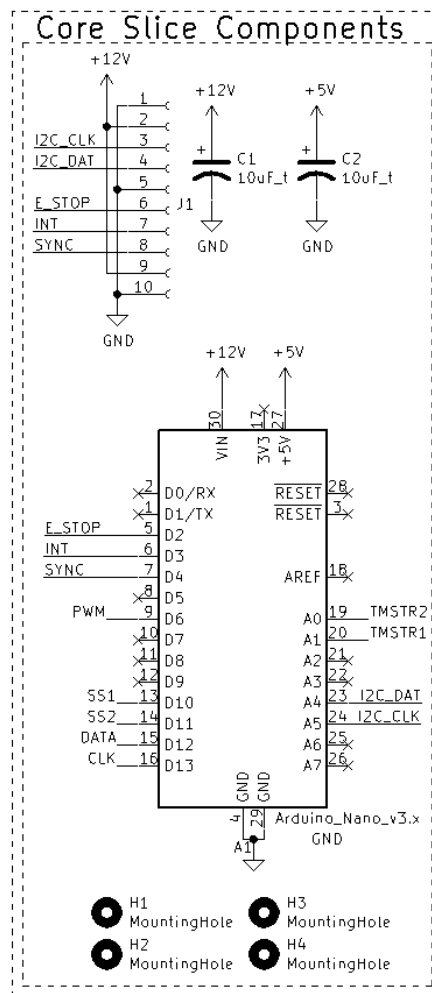 Core Slice Components
+12V
1
2
I2C_CLK 3
I2C_DAT 4
5
E_STOP 6 J1
INT 7
SYNC 8
9
10
GND
+12V +5V
+ C1 + C2
10uF_t 10uF_t
GND GND
+12V +5V
30 17 27
VIN 3V3 +5V
2 D0/RX RESET 28
1 D1/TX RESET 3
E_STOP 5 D2
INT 6 D3
SYNC 7 D4 AREF 18
8 D5
PWM 9 D6 A0 19 TMSTR2
10 D7 A1 20 TMSTR1
11 D8 A2 21
12 D9 A3 22
SS1 13 D10 A4 23 I2C_DAT
SS2 14 D11 A5 24 I2C_CLK
DATA 15 D12 A6 25
CLK 16 D13 A7 26
GND GND
4 29 Arduino_Nano_v3.x
A1 GND
H1 H3
MountingHole MountingHole
H2 H4
MountingHole MountingHole